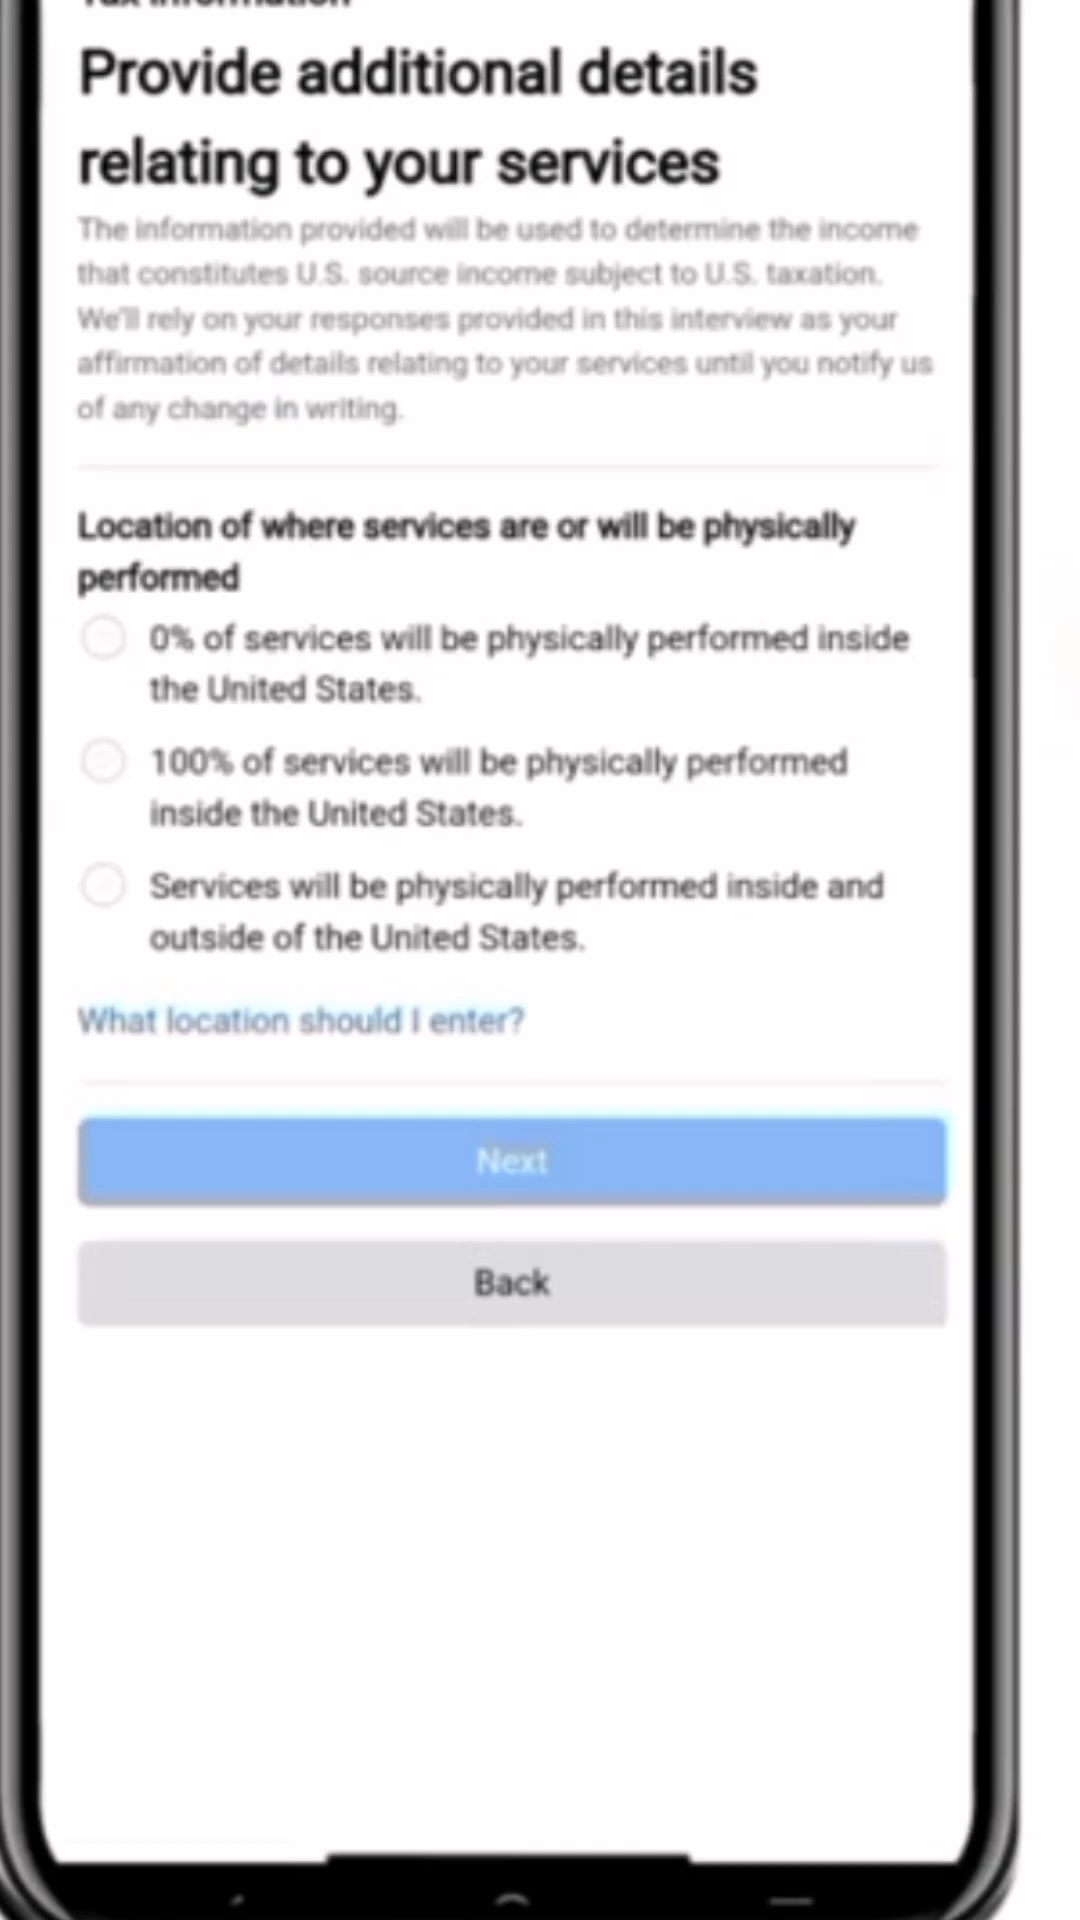 Tax information
Provide additional details
relating to your services
The information provided will be used to determine the income
that constitutes U.S. source income subject to U.S. taxation.
We'll rely on your responses provided in this interview as your
affirmation of details relating to your services until you notify us
of any change in writing.
Location of where services are or will be physically
performed
0% of services will be physically performed inside
the United States.
100% of services will be physically performed
inside the United States.
Services will be physically performed inside and
outside of the United States.
What location should I enter?
Next
Back